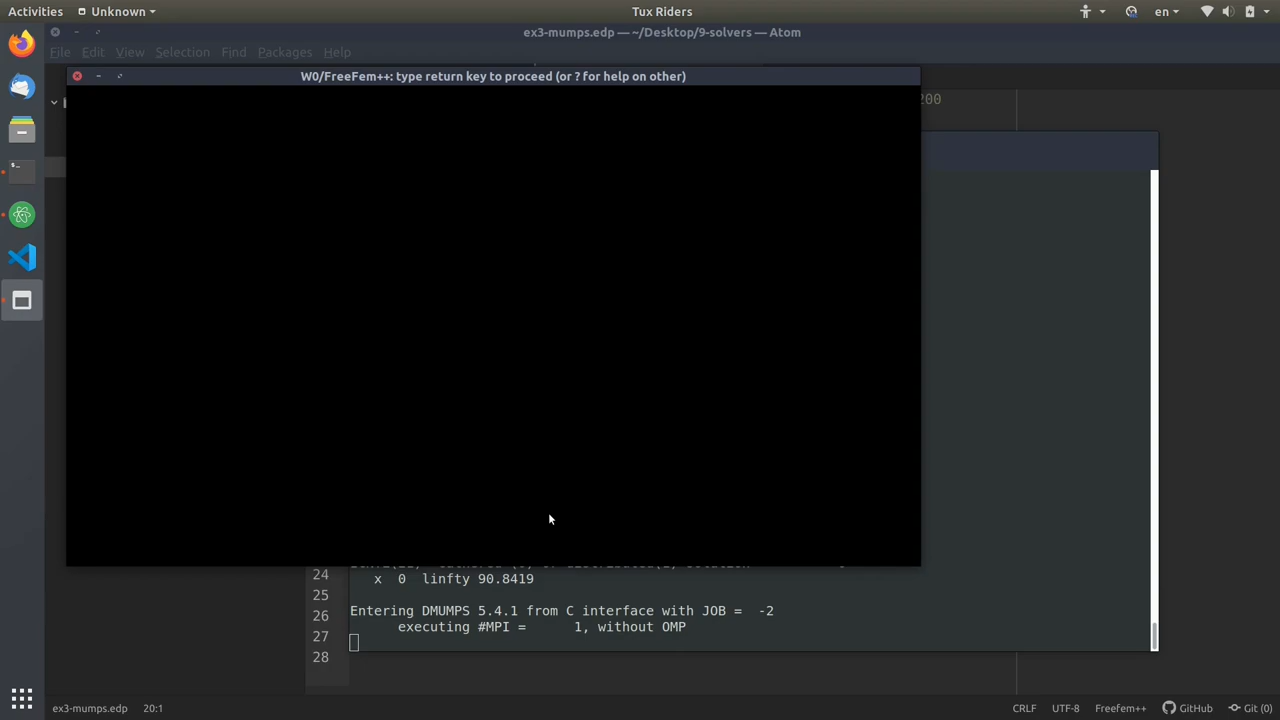 Activities
Unknown
Tux Riders
en
ex3-mumps.edp — ~/Desktop/9-solvers — Atom
File Edit View Selection Find Packages Help
W0/FreeFem++: type return key to proceed (or ? for help on other)
200
24
x 0 linfty 90.8419
25
26
Entering DMUMPS 5.4.1 from C interface with JOB = -2
executing #MPI = 1, without OMP
27
28
ex3-mumps.edp 20:1
CRLF UTF-8 Freefem++ GitHub Git (0)